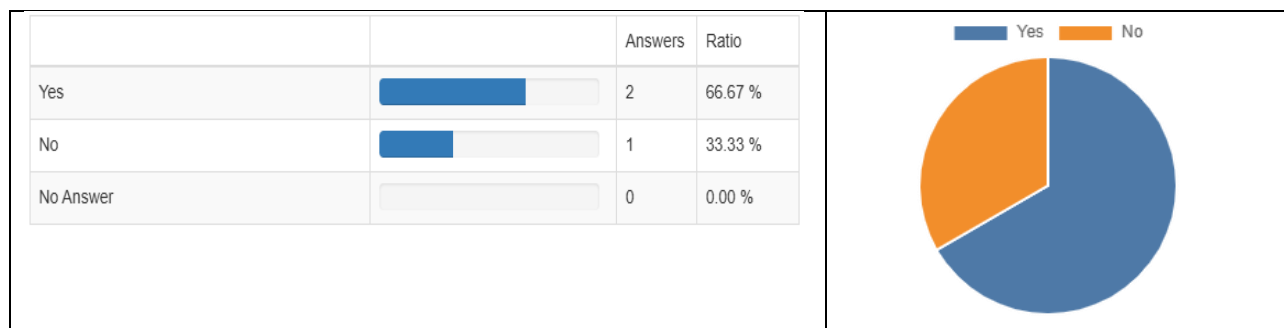 Answers Ratio
Yes 2 66.67 %
No 1 33.33 %
No Answer 0 0.00 %
Yes No